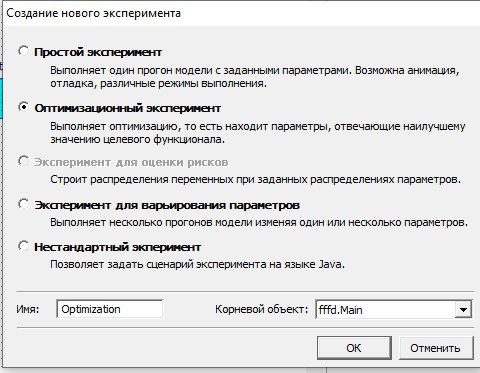 Создание нового эксперимента
Простой эксперимент
Выполняет один прогон модели с заданными параметрами. Возможна анимация,
отладка, различные режимы выполнения.
Оптимизационный эксперимент
Выполняет оптимизацию, то есть находит параметры, отвечающие наилучшему
значению целевого функционала.
Эксперимент для оценки рисков
Строит распределения переменных при заданных распределениях параметров.
Эксперимент для варьирования параметров
Выполняет несколько прогонов модели изменяя один или несколько параметров.
Нестандартный экперимент
Позволяет задать сценарий эксперимента на языке Java.
Имя: Optimization Корневой объект: fffd.Main
ОК Отменить